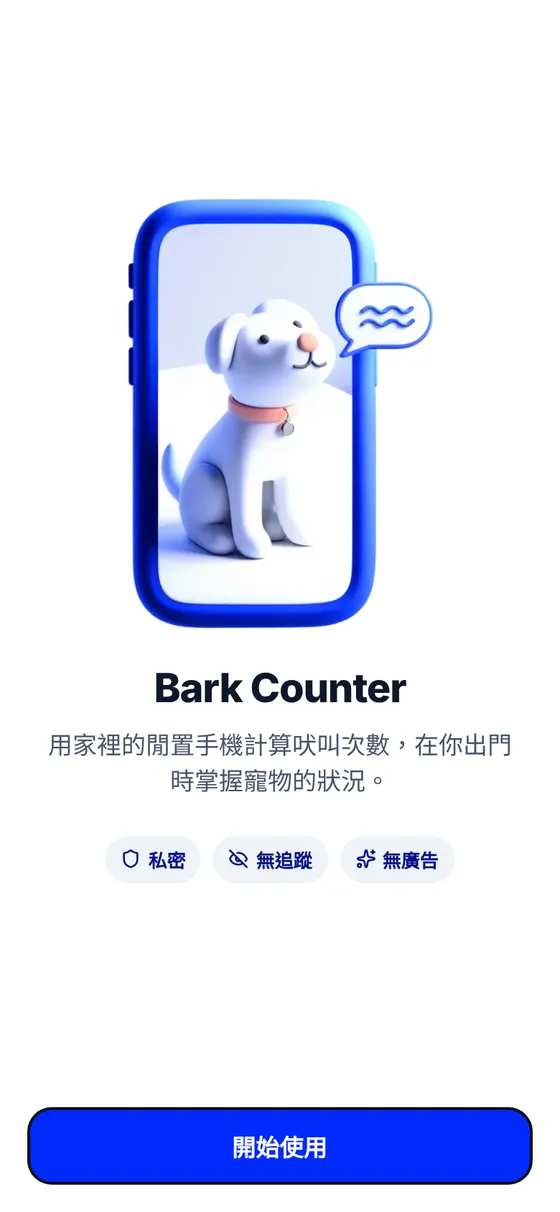 Bark Counter
用家裡的閒置手機計算吠叫次數，在你出門
時掌握寵物的狀況。
私密
無追蹤
無廣告
開始使用